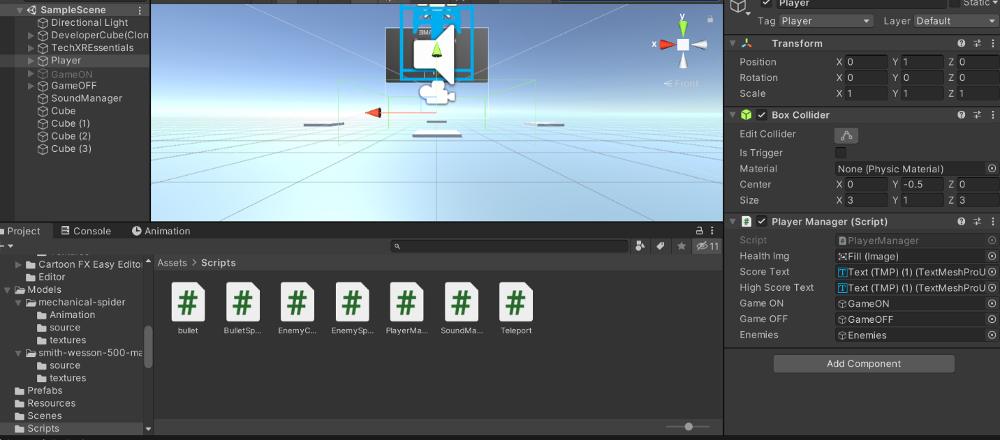 SampleScene
Directional Light
DeveloperCube(Clon
TechXREssentials
Player
GameON
GameOFF
SoundManager
Cube
Cube (1)
Cube (2)
Cube (3)
y
x
Front
Player
Static
Tag Player Layer Default
Transform
Position X 0 Y 1 Z 0
Rotation X 0 Y 0 Z 0
Scale X 1 Y 1 Z 1
Box Collider
Edit Collider
Is Trigger
Material None (Physic Material)
Center X 0 Y -0.5 Z 0
Size X 3 Y 1 Z 3
Player Manager (Script)
Script PlayerManager
Health Img Fill (Image)
Score Text Text (TMP) (1) (TextMeshProU
High Score Text Text (TMP) (1) (TextMeshProU
Game ON GameON
Game OFF GameOFF
Enemies Enemies
Add Component
Project Console Animation
11
Cartoon FX Easy Editor
Editor
Models
mechanical-spider
Animation
source
textures
smith-wesson-500-ma
source
textures
Prefabs
Resources
Scenes
Scripts
Assets > Scripts
bullet BulletSp... EnemyC... EnemySp... PlayerMa... SoundMa... Teleport